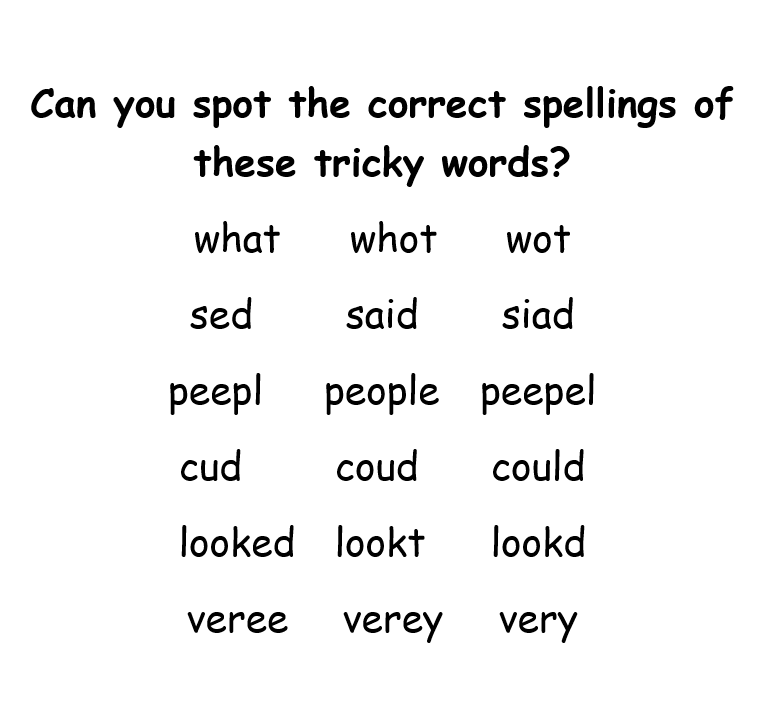 Can you spot the correct spellings of
these tricky words?
what whot wot
sed said siad
peepl people peepel
cud coud could
looked lookt lookd
veree verey very